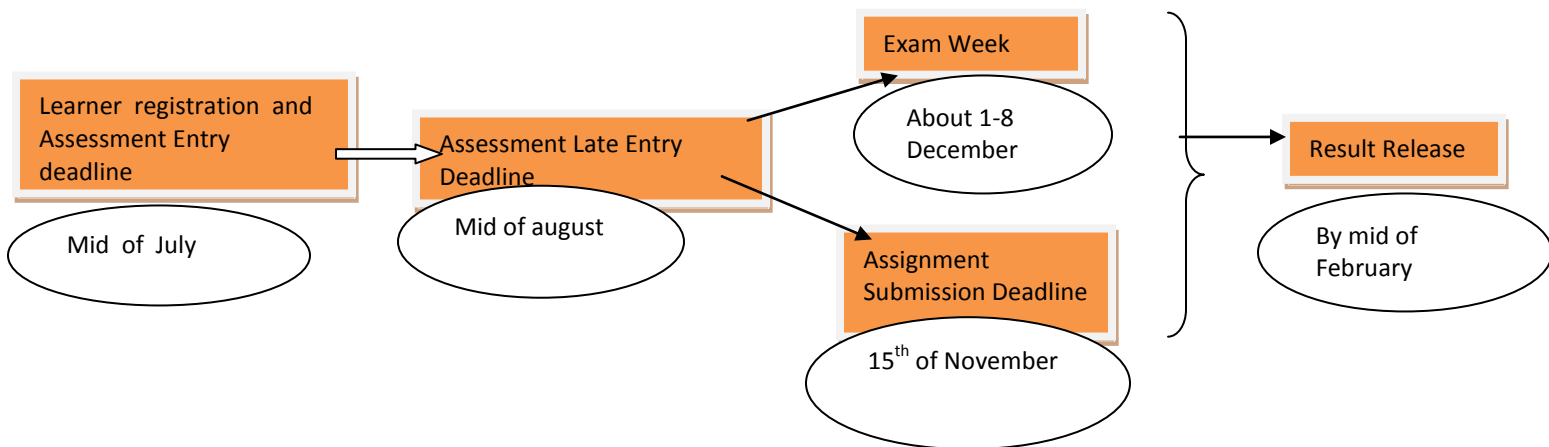 Learner registration and
Assessment Entry
deadline
Mid of July
Assessment Late Entry
Deadline
Mid of august
Exam Week
About 1-8
December
Assignment
Submission Deadline
15th of November
Result Release
By mid of
February